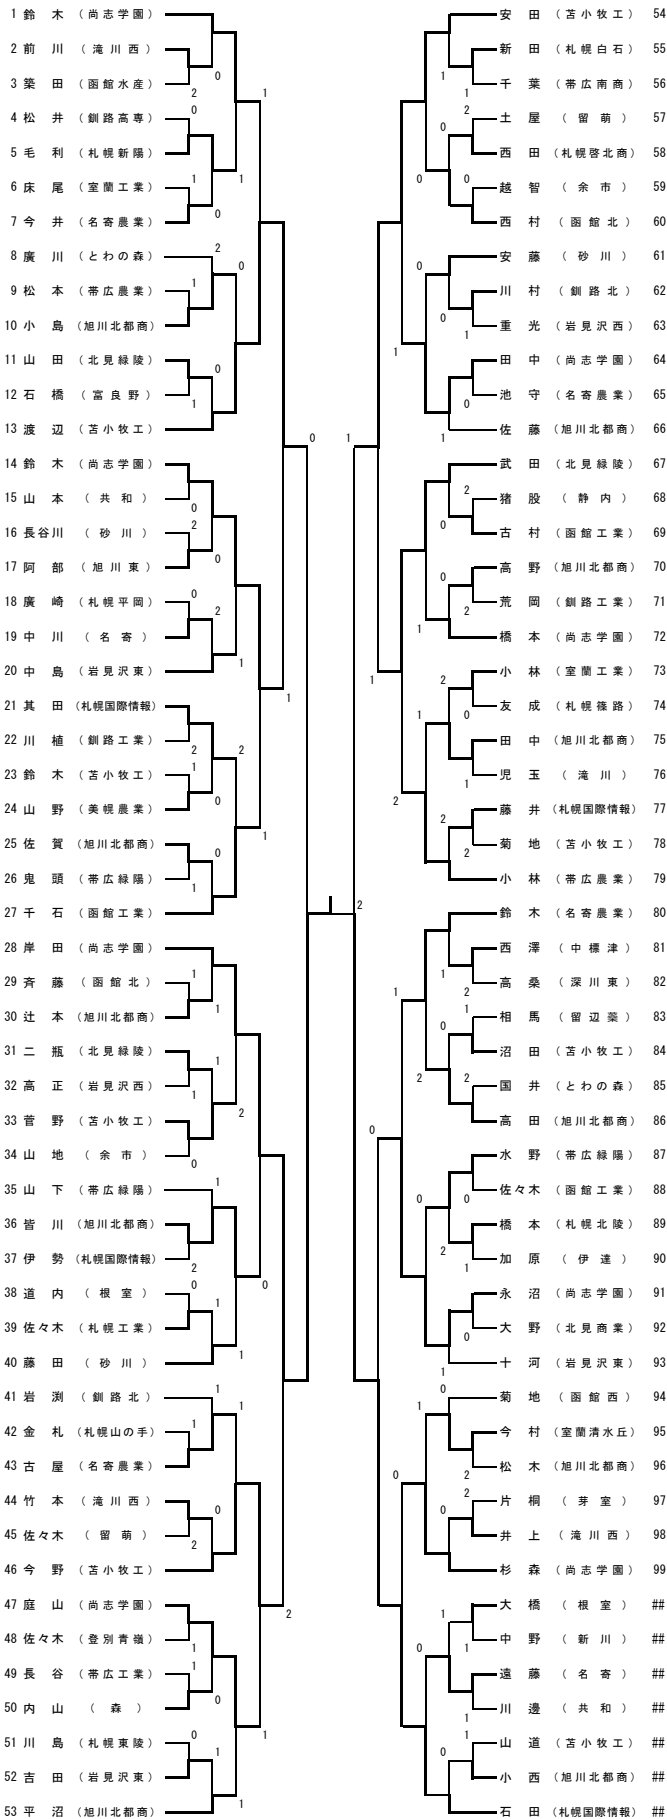 1 鈴木 (尚志学園)
2 前川 (滝川西)
3 築田 (函館水産)
4 松井 (釧路高専)
5 毛利 (札幌新陽)
6 床尾 (室蘭工業)
7 今井 (名寄農業)
8 廣川 (とわの森)
9 松本 (帯広農業)
10 小島 (旭川北都商)
11 山田 (北見緑陵)
12 石橋 (富良野)
13 渡辺 (苫小牧工)
14 鈴木 (尚志学園)
15 山本 (共和)
16 長谷川 (砂川)
17 阿部 (旭川東)
18 廣崎 (札幌平岡)
19 中川 (名寄)
20 中島 (岩見沢東)
21 其田 (札幌国際情報)
22 川植 (釧路工業)
23 鈴木 (苫小牧工)
24 山野 (美幌農業)
25 佐賀 (旭川北都商)
26 鬼頭 (帯広緑陽)
27 千石 (函館工業)
28 岸田 (尚志学園)
29 斉藤 (函館北)
30 辻本 (旭川北都商)
31 二瓶 (北見緑陵)
32 高正 (岩見沢西)
33 菅野 (苫小牧工)
34 山地 (余市)
35 山下 (帯広緑陽)
36 皆川 (旭川北都商)
37 伊勢 (札幌国際情報)
38 道内 (根室)
39 佐々木 (札幌工業)
40 藤田 (砂川)
41 岩渕 (釧路北)
42 金札 (札幌山の手)
43 古屋 (名寄農業)
44 竹本 (滝川西)
45 佐々木 (留萌)
46 今野 (苫小牧工)
47 庭山 (尚志学園)
48 佐々木 (登別青嶺)
49 長谷 (帯広工業)
50 内山 (森)
51 川島 (札幌東陵)
52 吉田 (岩見沢東)
53 平沼 (旭川北都商)
安田 (苫小牧工) 54
新田 (札幌白石) 55
千葉 (帯広南商) 56
土屋 (留萌) 57
西田 (札幌啓北商) 58
越智 (余市) 59
西村 (函館北) 60
安藤 (砂川) 61
川村 (釧路北) 62
重光 (岩見沢西) 63
田中 (尚志学園) 64
池守 (名寄農業) 65
佐藤 (旭川北都商) 66
武田 (北見緑陵) 67
猪股 (静内) 68
古村 (函館工業) 69
高野 (旭川北都商) 70
荒岡 (釧路工業) 71
橋本 (尚志学園) 72
小林 (室蘭工業) 73
友成 (札幌篠路) 74
田中 (旭川北都商) 75
児玉 (滝川) 76
藤井 (札幌国際情報) 77
菊地 (苫小牧工) 78
小林 (帯広農業) 79
鈴木 (名寄農業) 80
西澤 (中標津) 81
高桑 (深川東) 82
相馬 (留辺蘂) 83
沼田 (苫小牧工) 84
国井 (とわの森) 85
高田 (旭川北都商) 86
水野 (帯広緑陽) 87
佐々木 (函館工業) 88
橋本 (札幌北陵) 89
加原 (伊達) 90
永沼 (尚志学園) 91
大野 (北見商業) 92
十河 (岩見沢東) 93
菊地 (函館西) 94
今村 (室蘭清水丘) 95
松木 (旭川北都商) 96
片桐 (芽室) 97
井上 (滝川西) 98
杉森 (尚志学園) 99
大橋 (根室) ##
中野 (新川) ##
遠藤 (名寄) ##
川邊 (共和) ##
山道 (苫小牧工) ##
小西 (旭川北都商) ##
石田 (札幌国際情報) ##